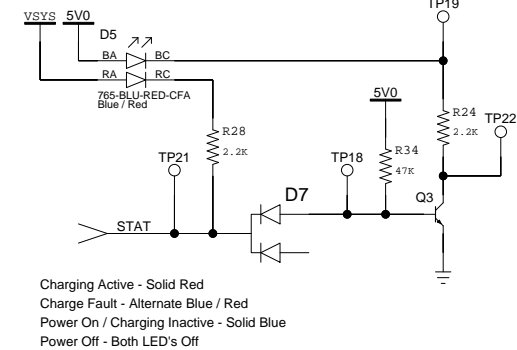 TP19
VSYS 5V0
D5
BA BC
RA RC
765-BLU-RED-CFA
Blue / Red
5V0
R24
2.2K
TP22
R28
2.2K
R34
47K
TP21
TP18
D7
Q3
STAT
Charging Active - Solid Red
Charge Fault - Alternate Blue / Red
Power On / Charging Inactive - Solid Blue
Power Off - Both LED's Off